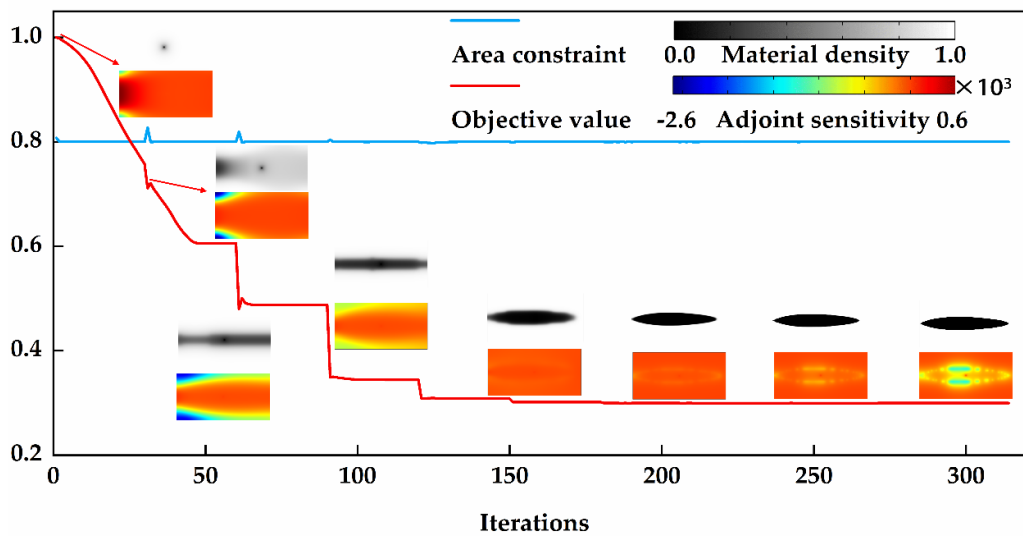 1.0
0.8
0.6
0.4
0.2
Area constraint
0.0 Material density 1.0
×10³
Objective value -2.6 Adjoint sensitivity 0.6
0 50 100 150 200 250 300
Iterations